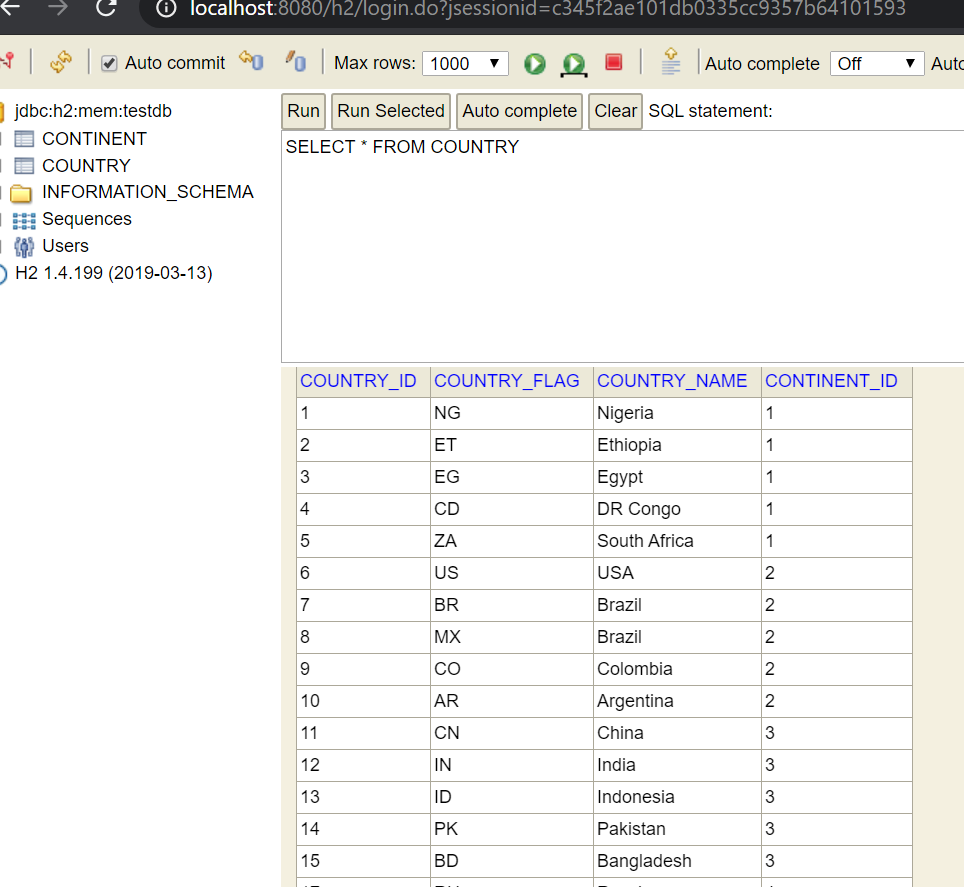 localhost:8080/h2/login.do?jsessionid=c345f2ae101db0335cc9357b64101593
Auto commit Max rows: 1000 Auto complete Off Auto
jdbc:h2:mem:testdb
CONTINENT
COUNTRY
INFORMATION_SCHEMA
Sequences
Users
H2 1.4.199 (2019-03-13)
Run Run Selected Auto complete Clear SQL statement:
SELECT * FROM COUNTRY
COUNTRY_ID COUNTRY_FLAG COUNTRY_NAME CONTINENT_ID
1 NG Nigeria 1
2 ET Ethiopia 1
3 EG Egypt 1
4 CD DR Congo 1
5 ZA South Africa 1
6 US USA 2
7 BR Brazil 2
8 MX Brazil 2
9 CO Colombia 2
10 AR Argentina 2
11 CN China 3
12 IN India 3
13 ID Indonesia 3
14 PK Pakistan 3
15 BD Bangladesh 3